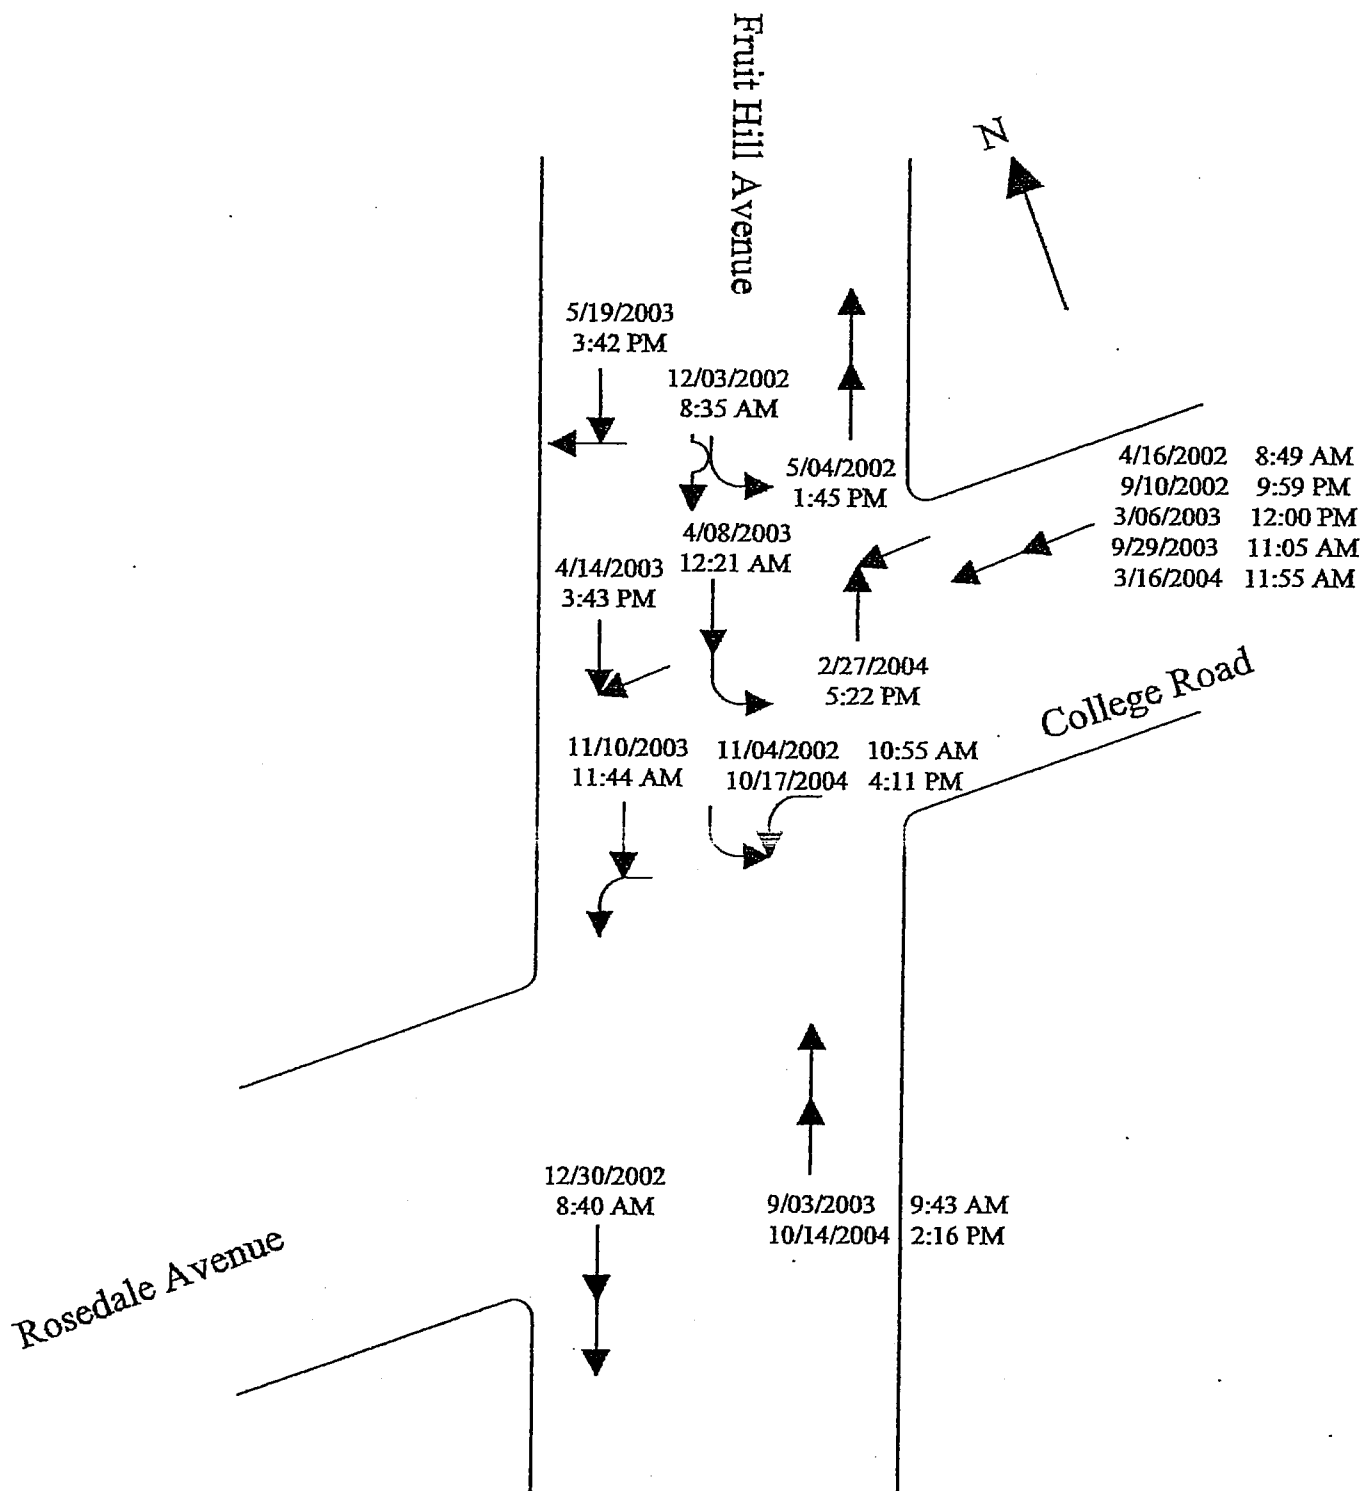 Fruit Hill Avenue
N
5/19/2003
3:42 PM
12/03/2002
8:35 AM
5/04/2002
1:45 PM
4/16/2002 8:49 AM
9/10/2002 9:59 PM
3/06/2003 12:00 PM
9/29/2003 11:05 AM
3/16/2004 11:55 AM
4/08/2003
12:21 AM
4/14/2003
3:43 PM
2/27/2004
5:22 PM
College Road
11/10/2003
11:44 AM
11/04/2002 10:55 AM
10/17/2004 4:11 PM
12/30/2002
8:40 AM
9/03/2003 9:43 AM
10/14/2004 2:16 PM
Rosedale Avenue